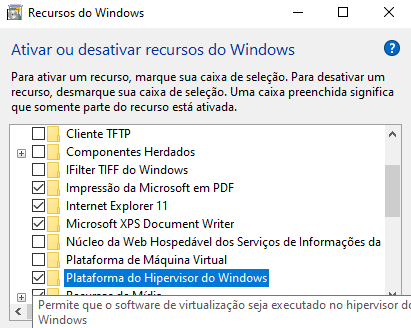 Recursos do Windows
Ativar ou desativar recursos do Windows
Para ativar um recurso, marque sua caixa de seleção. Para desativar um
recurso, desmarque sua caixa de seleção. Uma caixa preenchida significa
que somente parte do recurso está ativada.
Cliente TFTP
Componentes Herdados
IFilter TIFF do Windows
Impressão da Microsoft em PDF
Internet Explorer 11
Microsoft XPS Document Writer
Núcleo da Web Hospedável dos Serviços de Informações da
Plataforma de Máquina Virtual
Plataforma do Hipervisor do Windows
Recursos de Mídia
Permite que o software de virtualização seja executado no hipervisor do
Windows